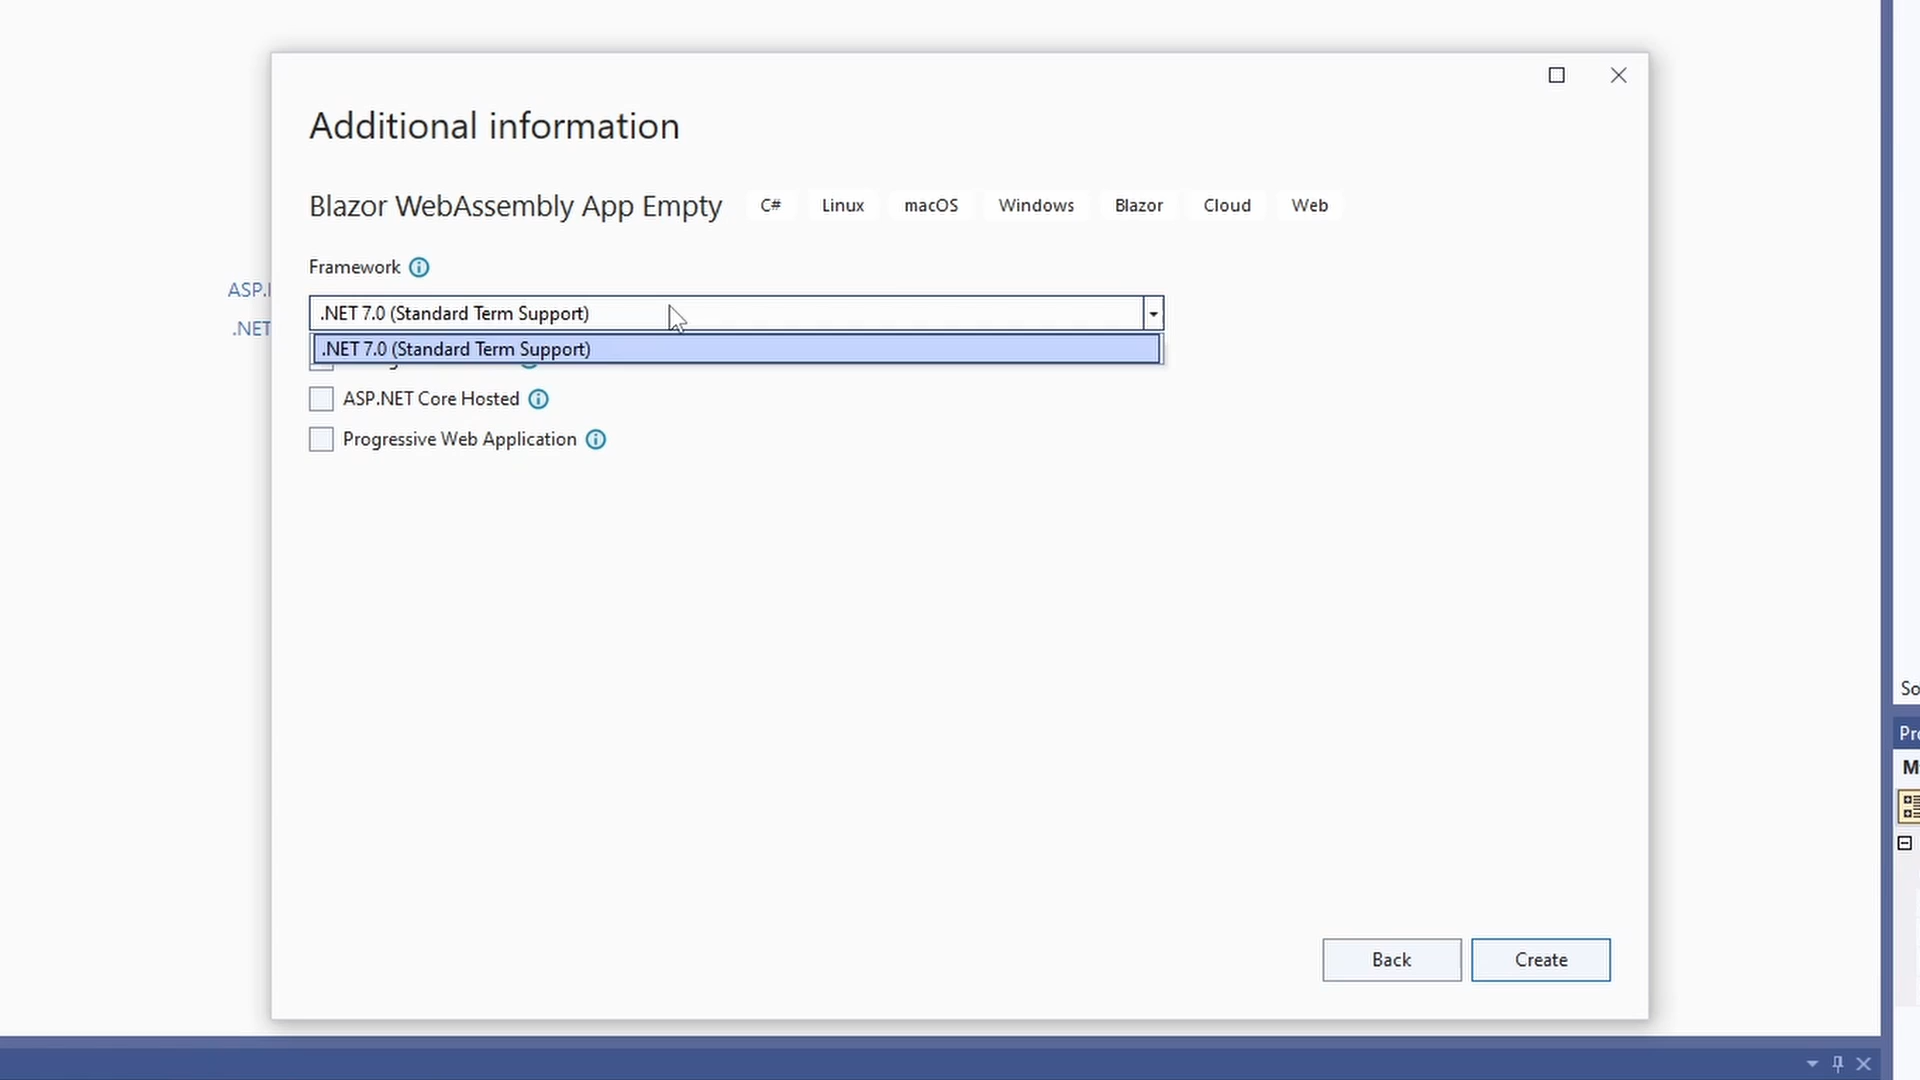 Additional information
Blazor WebAssembly App Empty C# Linux macOS Windows Blazor Cloud Web
Framework
ASP.
.NET 7.0 (Standard Term Support)
.NET
.NET 7.0 (Standard Term Support)
ASP.NET Core Hosted
Progressive Web Application
So
Pro
M
Back Create